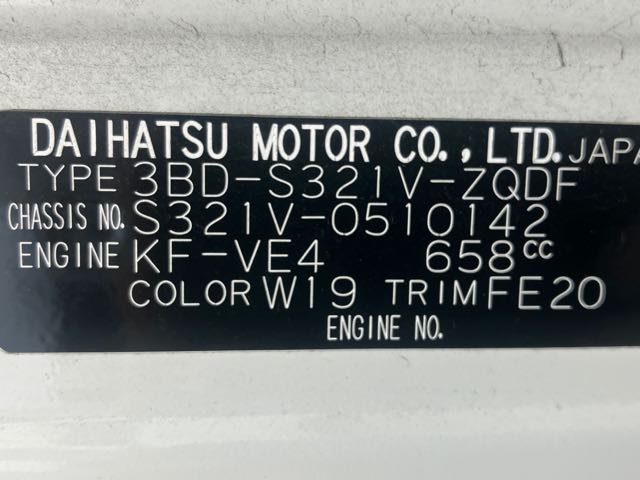 DAIHATSU MOTOR CO., LTD. JAPA
TYPE 3BD-S321V-ZQDF
CHASSIS NO. S321V-0510142
ENGINE KF-VE4 658cc
COLOR W19 TRIM FE20
ENGINE NO.